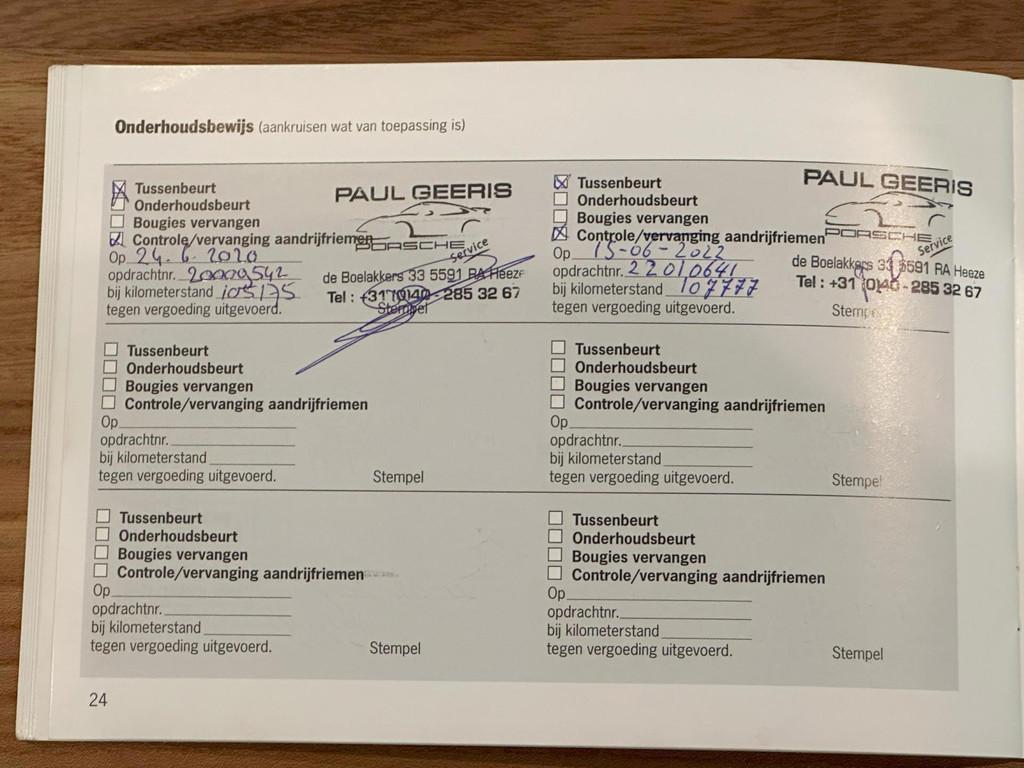 Onderhoudsbewijs (aankruisen wat van toepassing is)
Tussenbeurt
Onderhoudsbeurt
Bougies vervangen
Controle/vervanging aandrijfriemen
Op 24.6.2020
opdrachtnr. 20009542
bij kilometerstand 105175
tegen vergoeding uitgevoerd.
PAUL GEERIS
PORSCHE service
de Boelakkers 33 5591 RA Heeze
Tel : +31 (0)40 - 285 32 67
Stempel
Tussenbeurt
Onderhoudsbeurt
Bougies vervangen
Controle/vervanging aandrijfriemen
Op 15-06-2022
opdrachtnr. 22010641
bij kilometerstand 107777
tegen vergoeding uitgevoerd.
PAUL GEERIS
PORSCHE service
de Boelakkers 33 5591 RA Heeze
Tel : +31 (0)40 - 285 32 67
Stempel
Tussenbeurt
Onderhoudsbeurt
Bougies vervangen
Controle/vervanging aandrijfriemen
Op
opdrachtnr.
bij kilometerstand
tegen vergoeding uitgevoerd.
Stempel
Tussenbeurt
Onderhoudsbeurt
Bougies vervangen
Controle/vervanging aandrijfriemen
Op
opdrachtnr.
bij kilometerstand
tegen vergoeding uitgevoerd.
Stempel
Tussenbeurt
Onderhoudsbeurt
Bougies vervangen
Controle/vervanging aandrijfriemen
Op
opdrachtnr.
bij kilometerstand
tegen vergoeding uitgevoerd.
Stempel
Tussenbeurt
Onderhoudsbeurt
Bougies vervangen
Controle/vervanging aandrijfriemen
Op
opdrachtnr.
bij kilometerstand
tegen vergoeding uitgevoerd.
Stempel
24